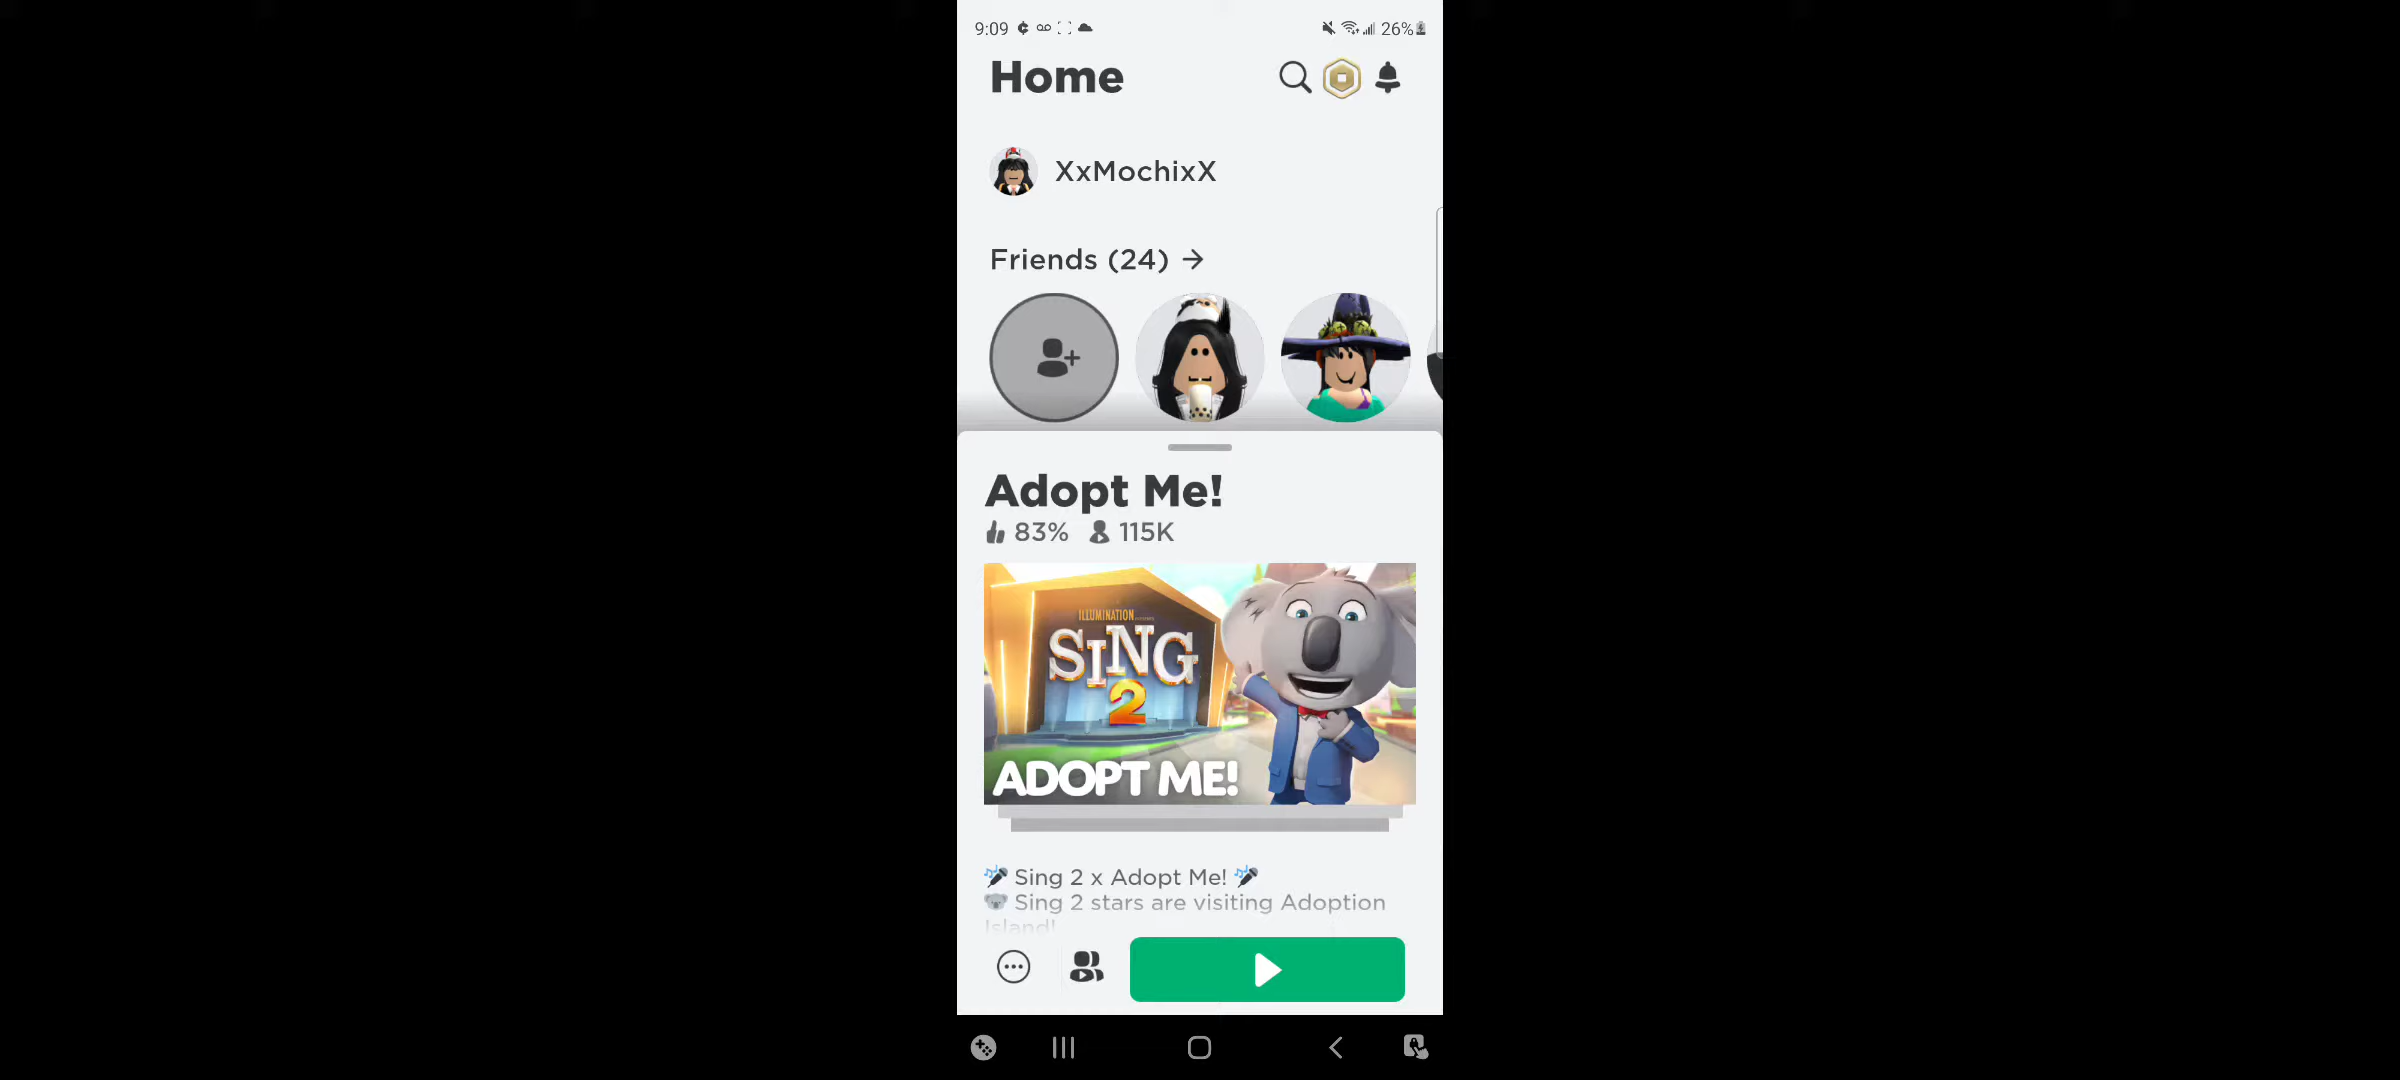 9:09
26%
Home
XxMochixX
Friends (24)
Adopt Me!
83% 115K
ILLUMINATION
SING
2
ADOPT ME!
Sing 2 x Adopt Me!
Sing 2 stars are visiting Adoption
Island!